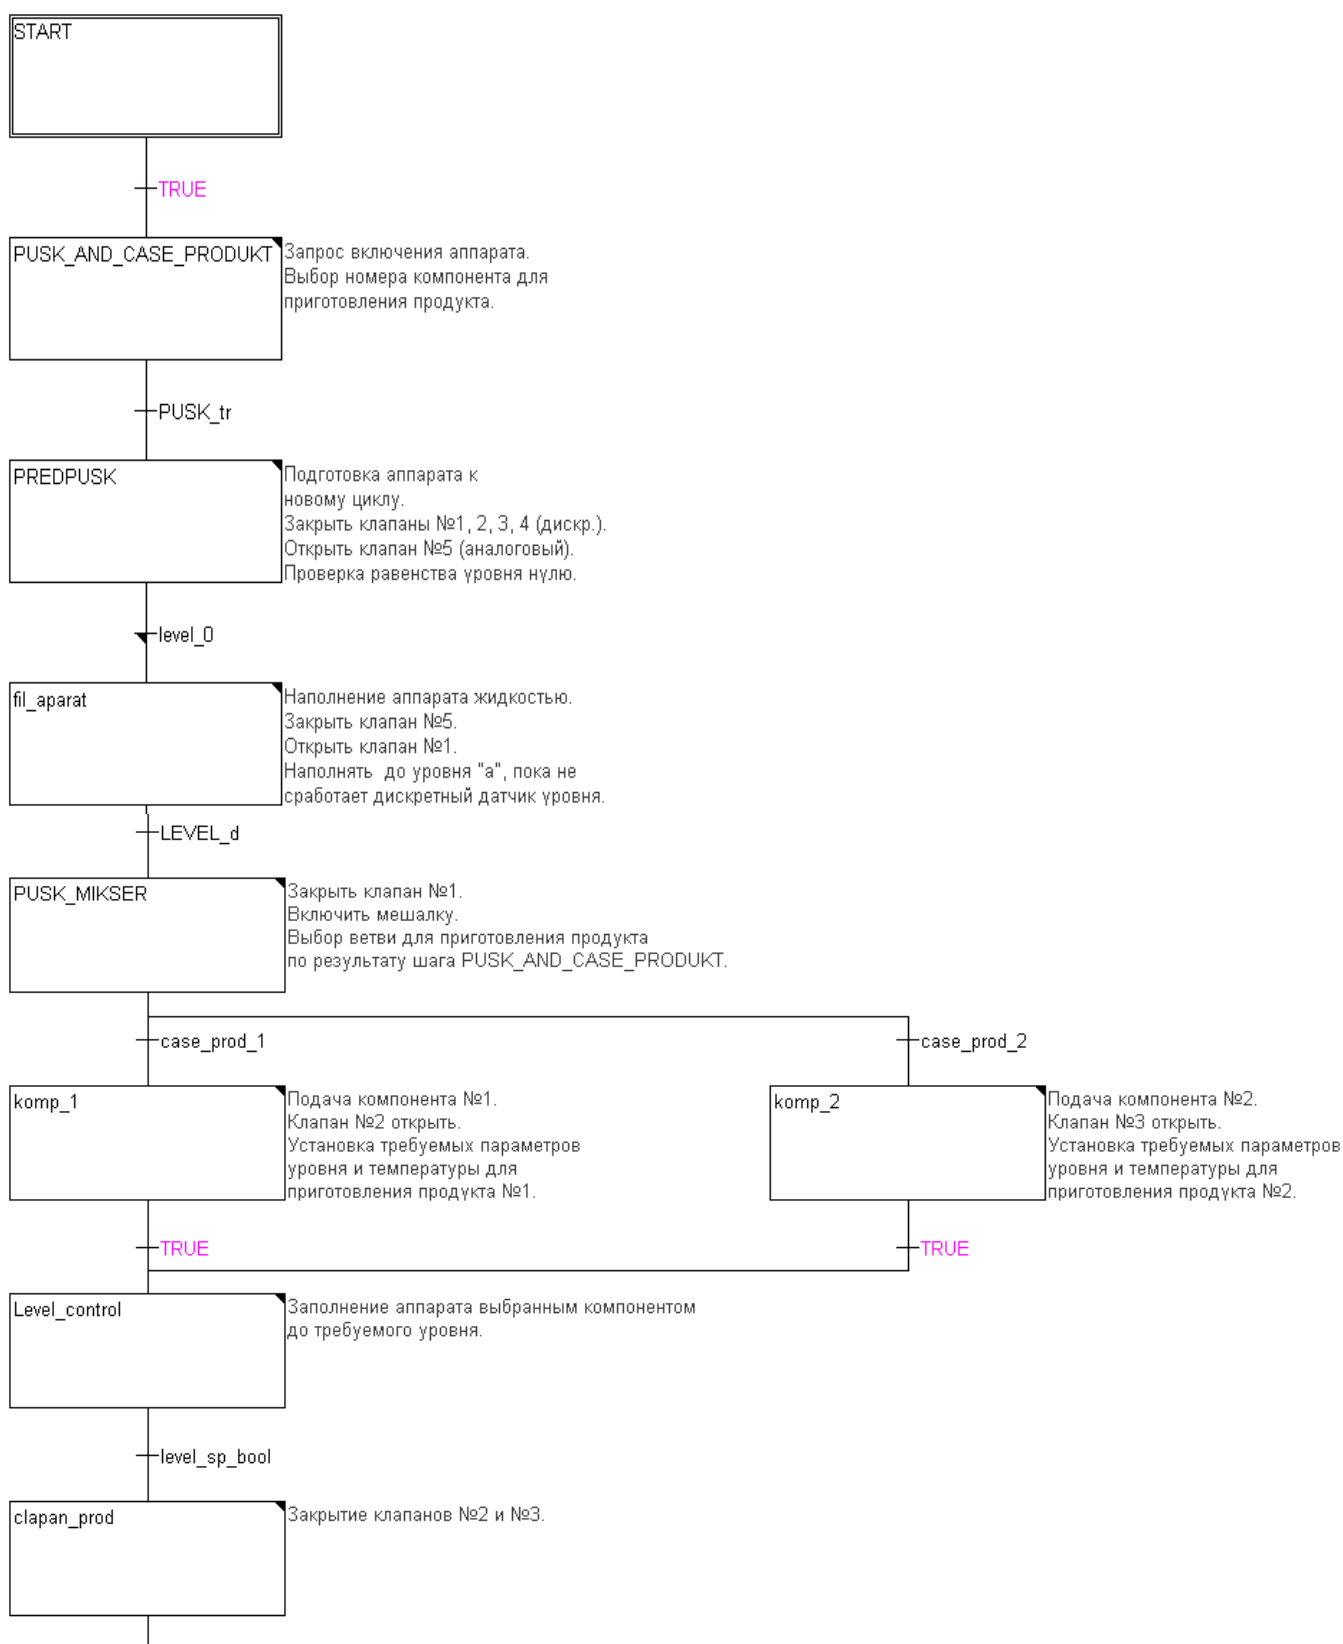 START
TRUE
PUSK_AND_CASE_PRODUKT
Запрос включения аппарата.
Выбор номера компонента для
приготовления продукта.
PUSK_tr
PREDPUSK
Подготовка аппарата к
новому циклу.
Закрыть клапаны №1, 2, 3, 4 (дискр.).
Открыть клапан №5 (аналоговый).
Проверка равенства уровня нулю.
level_0
fil_aparat
Наполнение аппарата жидкостью.
Закрыть клапан №5.
Открыть клапан №1.
Наполнять до уровня "а", пока не
сработает дискретный датчик уровня.
LEVEL_d
PUSK_MIKSER
Закрыть клапан №1.
Включить мешалку.
Выбор ветви для приготовления продукта
по результату шага PUSK_AND_CASE_PRODUKT.
case_prod_1
case_prod_2
komp_1
Подача компонента №1.
Клапан №2 открыть.
Установка требуемых параметров
уровня и температуры для
приготовления продукта №1.
komp_2
Подача компонента №2.
Клапан №3 открыть.
Установка требуемых параметров
уровня и температуры для
приготовления продукта №2.
TRUE
TRUE
Level_control
Заполнение аппарата выбранным компонентом
до требуемого уровня.
level_sp_bool
clapan_prod
Закрытие клапанов №2 и №3.